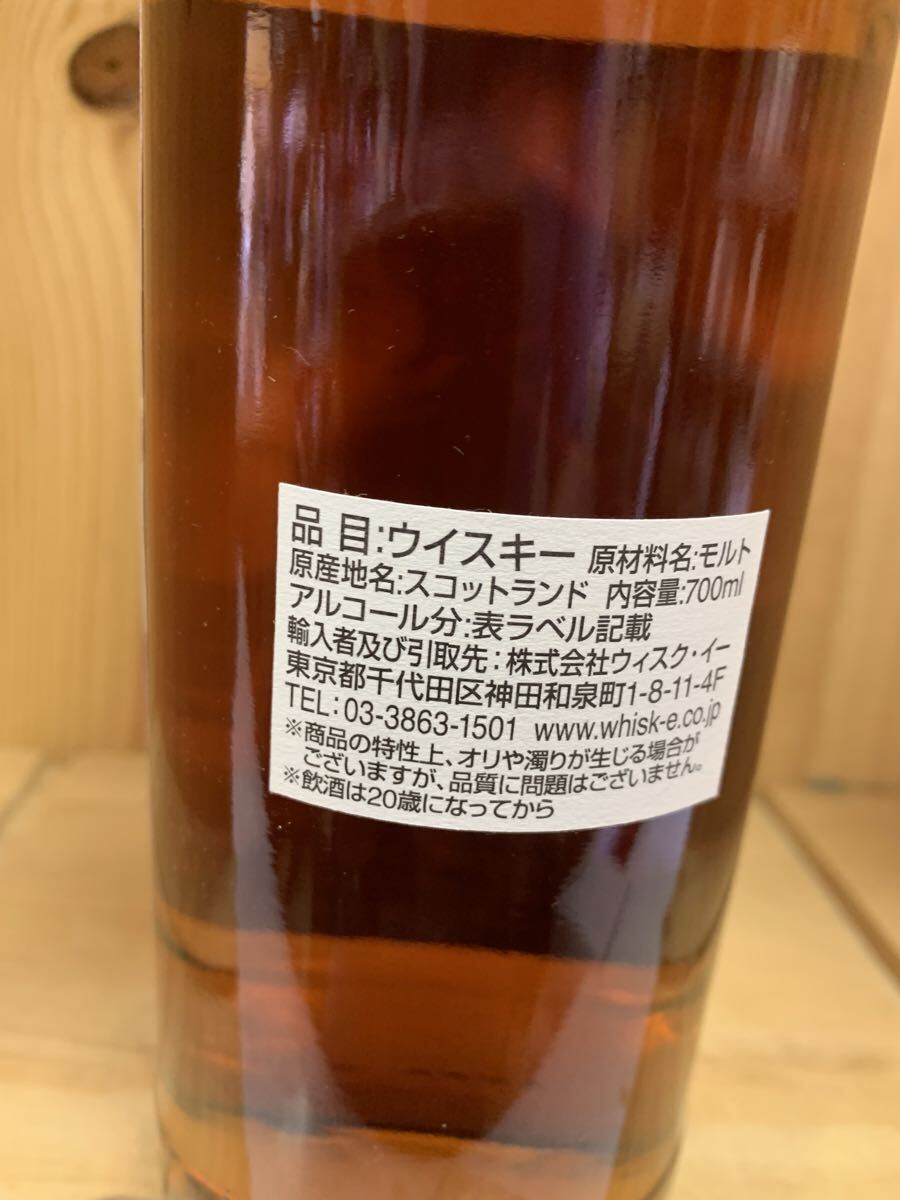 品 目:ウイスキー 原材料名:モルト
原産地名:スコットランド 内容量:700ml
アルコール分:表ラベル記載
輸入者及び引取先:株式会社ウィスク・イー
東京都千代田区神田和泉町1-8-11-4F
TEL:03-3863-1501 www.whisk-e.co.jp
※商品の特性上、オリや濁りが生じる場合が
ございますが、品質に問題はございません。
※飲酒は20歳になってから